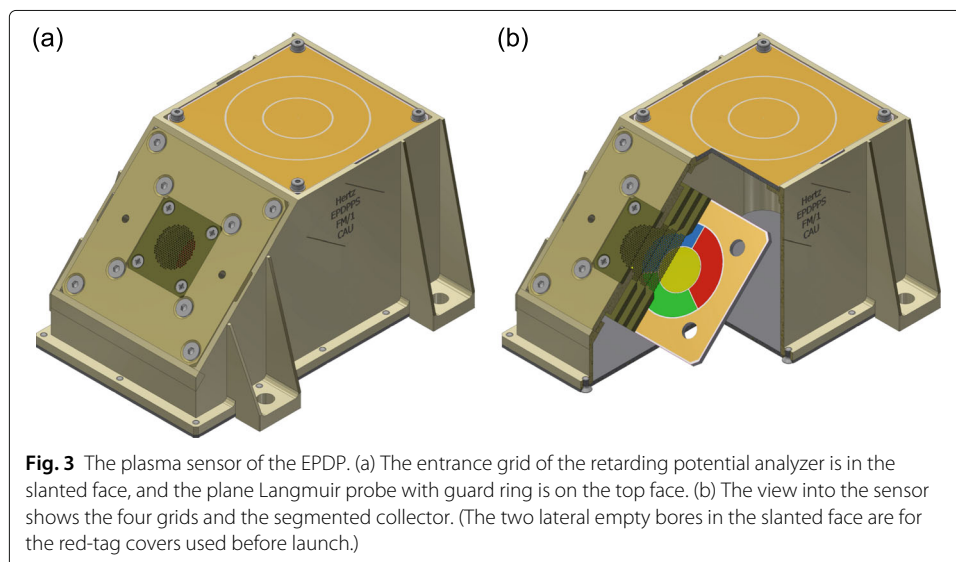 (a)
(b)
Hertz
EPDPPS
FM/1
CAU
Hertz
EPDPPS
FM/1
CAU
Fig. 3 The plasma sensor of the EPDP. (a) The entrance grid of the retarding potential analyzer is in the
slanted face, and the plane Langmuir probe with guard ring is on the top face. (b) The view into the sensor
shows the four grids and the segmented collector. (The two lateral empty bores in the slanted face are for
the red-tag covers used before launch.)